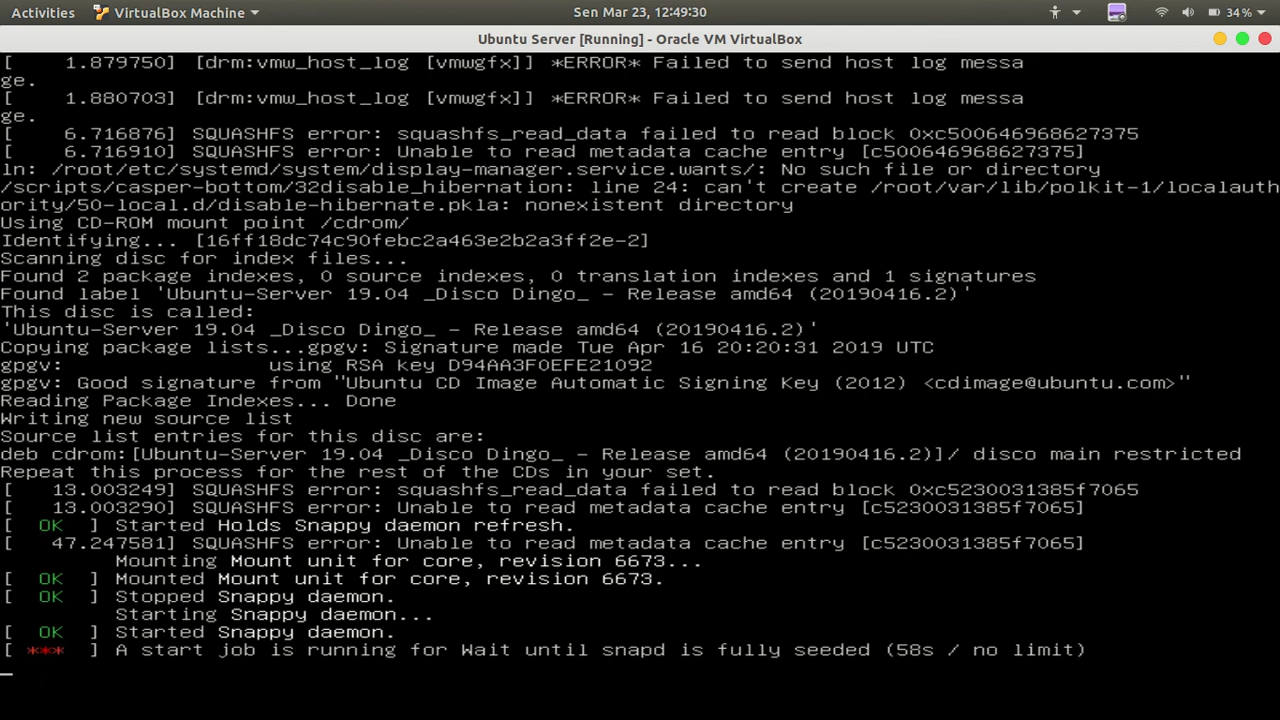 Activities VirtualBox Machine Sen Mar 23, 12:49:30 34%
Ubuntu Server [Running] - Oracle VM VirtualBox
[    1.879750] [drm:vmw_host_log [vmwgfx]] *ERROR* Failed to send host log messa
ge.
[    1.880703] [drm:vmw_host_log [vmwgfx]] *ERROR* Failed to send host log messa
ge.
[    6.716876] SQUASHFS error: squashfs_read_data failed to read block 0xc500646968627375
[    6.716910] SQUASHFS error: Unable to read metadata cache entry [c500646968627375]
ln: /root/etc/systemd/system/display-manager.service.wants/: No such file or directory
/scripts/casper-bottom/32disable_hibernation: line 24: can't create /root/var/lib/polkit-1/localauth
ority/50-local.d/disable-hibernate.pkla: nonexistent directory
Using CD-ROM mount point /cdrom/
Identifying... [16ff18dc74c90febc2a463e2b2a3ff2e-2]
Scanning disc for index files...
Found 2 package indexes, 0 source indexes, 0 translation indexes and 1 signatures
Found label 'Ubuntu-Server 19.04 _Disco Dingo_ - Release amd64 (20190416.2)'
This disc is called:
'Ubuntu-Server 19.04 _Disco Dingo_ - Release amd64 (20190416.2)'
Copying package lists...gpgv: Signature made Tue Apr 16 20:20:31 2019 UTC
gpgv:                using RSA key D94AA3F0EFE21092
gpgv: Good signature from "Ubuntu CD Image Automatic Signing Key (2012) <cdimage@ubuntu.com>"
Reading Package Indexes... Done
Writing new source list
Source list entries for this disc are:
deb cdrom:[Ubuntu-Server 19.04 _Disco Dingo_ - Release amd64 (20190416.2)]/ disco main restricted
Repeat this process for the rest of the CDs in your set.
[   13.003249] SQUASHFS error: squashfs_read_data failed to read block 0xc5230031385f7065
[   13.003290] SQUASHFS error: Unable to read metadata cache entry [c5230031385f7065]
[  OK  ] Started Holds Snappy daemon refresh.
[   47.247581] SQUASHFS error: Unable to read metadata cache entry [c5230031385f7065]
         Mounting Mount unit for core, revision 6673...
[  OK  ] Mounted Mount unit for core, revision 6673.
[  OK  ] Stopped Snappy daemon.
         Starting Snappy daemon...
[  OK  ] Started Snappy daemon.
[ ***  ] A start job is running for Wait until snapd is fully seeded (58s / no limit)